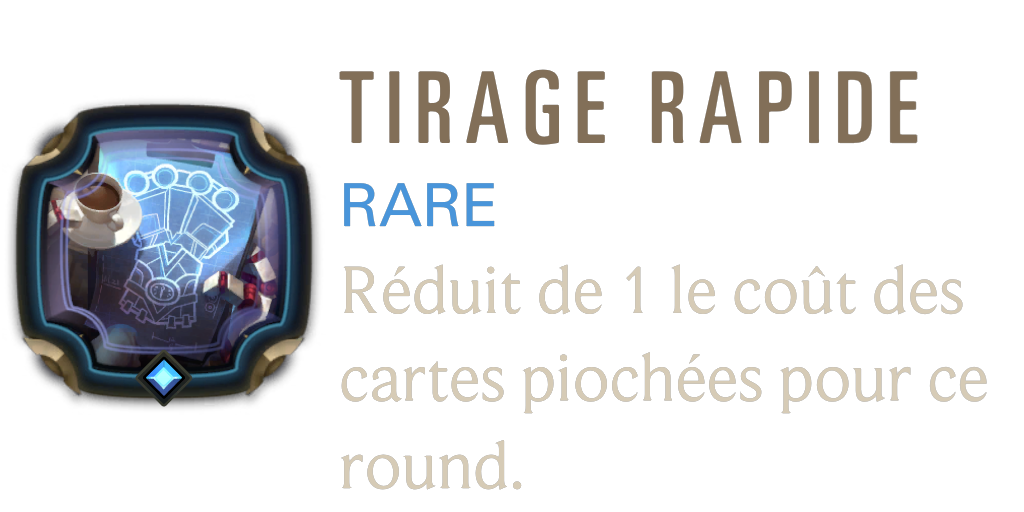 TIRAGE RAPIDE
RARE
Réduit de 1 le coût des
cartes piochées pour ce
round.